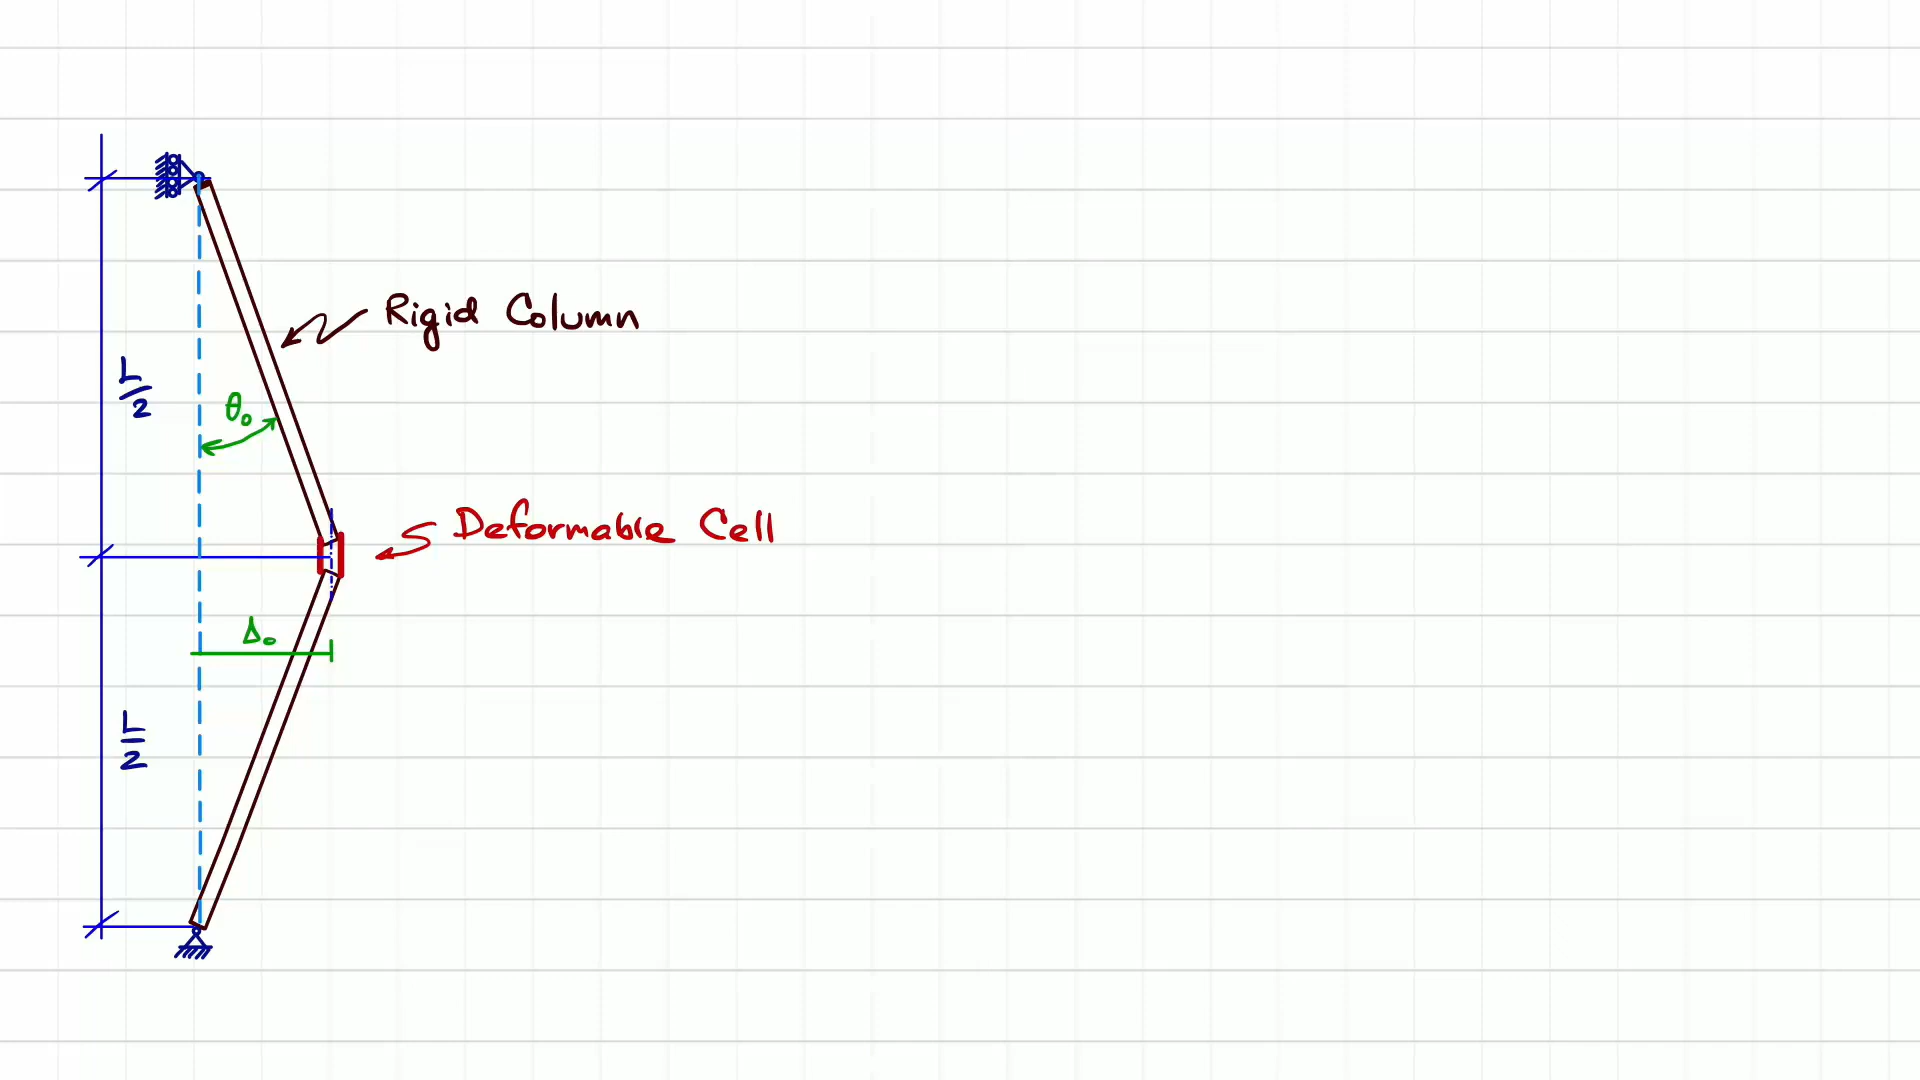 Rigid Column
L/2
θ₀
Deformable Cell
Δ₀
L/2